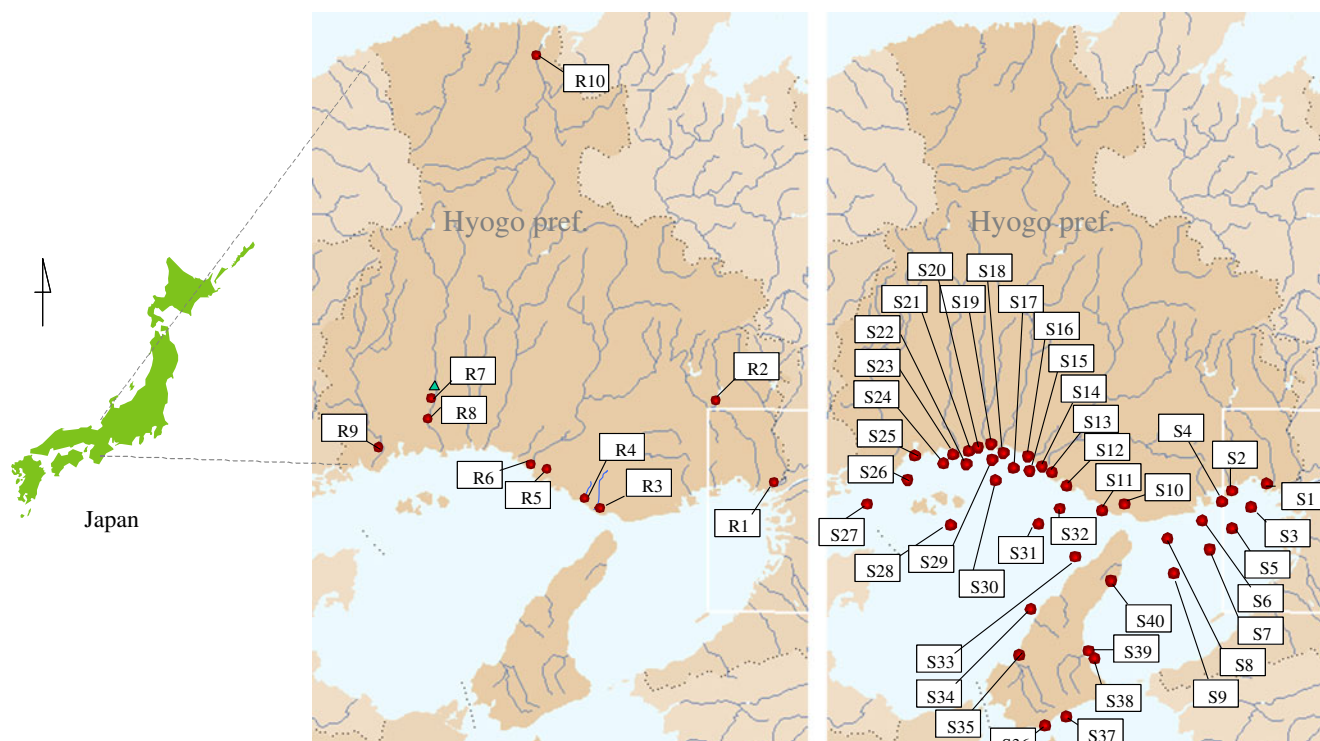 Japan
Hyogo pref.
R10
R7
R2
R8
R9
R6
R5
R4
R3
R1
Hyogo pref.
S20
S18
S21
S19
S17
S22
S16
S23
S15
S24
S14
S13
S25
S12
S4
S2
S26
S11
S10
S1
S27
S3
S32
S31
S5
S28
S29
S30
S6
S40
S7
S39
S33
S8
S38
S9
S34
S35
S36
S37